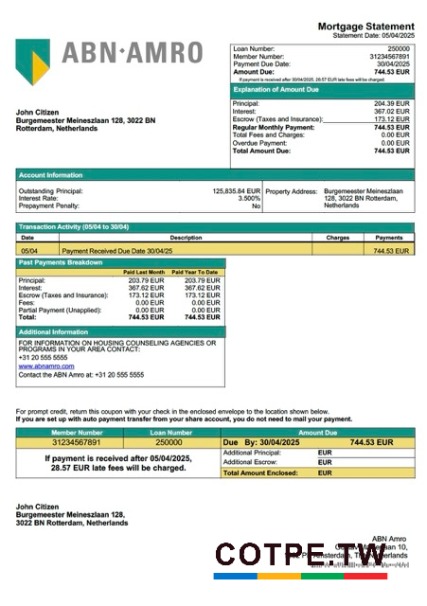 ABN·AMRO
Mortgage Statement
Statement Date: 05/04/2025
Loan Number: 250000
Member Number: 31234567891
Payment Due Date: 30/04/2025
Amount Due: 744.53 EUR
If payment is received after 30/04/2025, 28.57 EUR late fees will be charged.
John Citizen
Burgemeester Meineszlaan 128, 3022 BN
Rotterdam, Netherlands
Explanation of Amount Due
Principal: 204.39 EUR
Interest: 367.02 EUR
Escrow (Taxes and Insurance): 173.12 EUR
Regular Monthly Payment: 744.53 EUR
Total Fees and Charges: 0.00 EUR
Overdue Payment: 0.00 EUR
Total Amount Due: 744.53 EUR
Account Information
Outstanding Principal: 125,835.84 EUR
Interest Rate: 3.500%
Prepayment Penalty: No
Property Address: Burgemeester Meineszlaan
128, 3022 BN Rotterdam,
Netherlands
Transaction Activity (05/04 to 30/04)
Date Description Charges Payments
05/04 Payment Received Due Date 30/04/25 744.53 EUR
Past Payments Breakdown
Paid Last Month Paid Year To Date
Principal: 203.79 EUR 203.79 EUR
Interest: 367.62 EUR 367.62 EUR
Escrow (Taxes and Insurance): 173.12 EUR 173.12 EUR
Fees: 0.00 EUR 0.00 EUR
Partial Payment (Unapplied): 0.00 EUR 0.00 EUR
Total: 744.53 EUR 744.53 EUR
Additional Information
FOR INFORMATION ON HOUSING COUNSELING AGENCIES OR
PROGRAMS IN YOUR AREA CONTACT:
+31 20 555 5555
www.abnamro.com
Contact the ABN Amro at: +31 20 555 5555
For prompt credit, return this coupon with your check in the enclosed envelope to the location shown below.
If you are set up with auto payment from your share account, you do not need to mail your payment.
Member Number Loan Number Amount Due
31234567891 250000 Due By: 30/04/2025 744.53 EUR
If payment is received after 05/04/2025,
28.57 EUR late fees will be charged.
Additional Principal: EUR
Additional Escrow: EUR
Total Amount Enclosed: EUR
John Citizen
Burgemeester Meineszlaan 128,
3022 BN Rotterdam, Netherlands
ABN Amro
10,
Netherlands
COTPE.TW